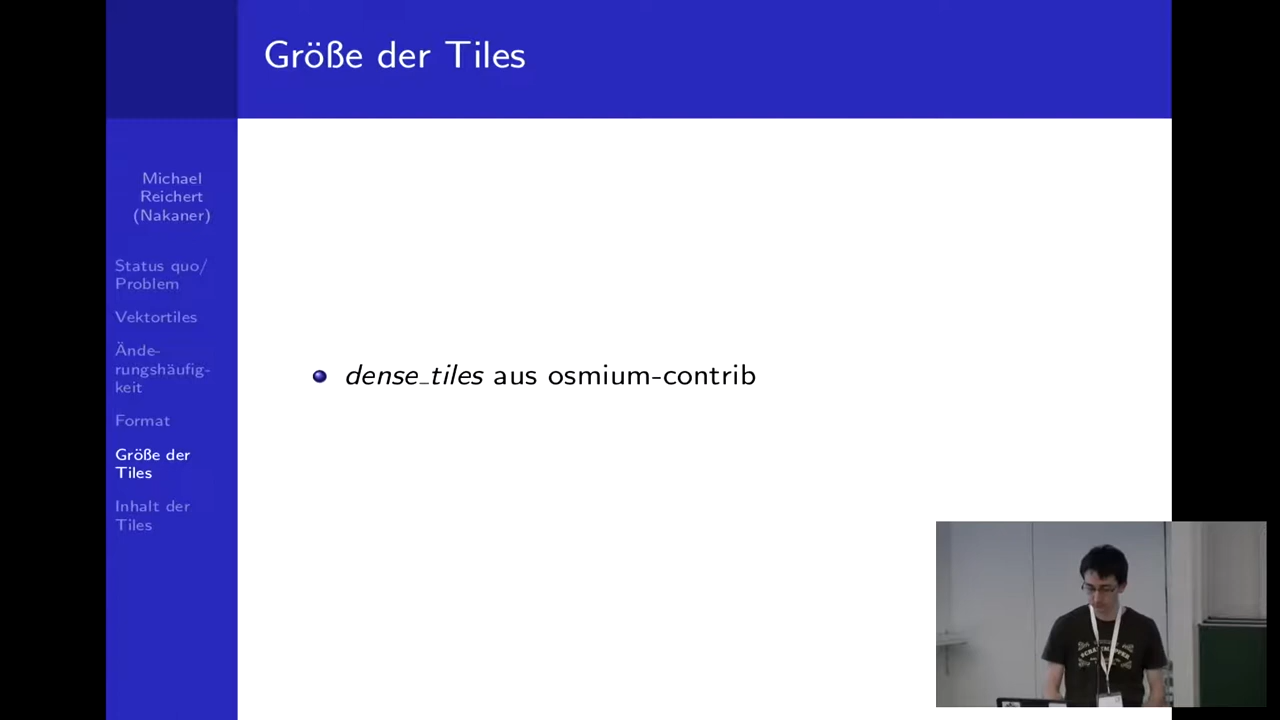 Größe der Tiles
Michael
Reichert
(Nakaner)
Status quo/
Problem
Vektortiles
Ände-
rungshäufig-
keit
Format
Größe der
Tiles
Inhalt der
Tiles
dense_tiles aus osmium-contrib